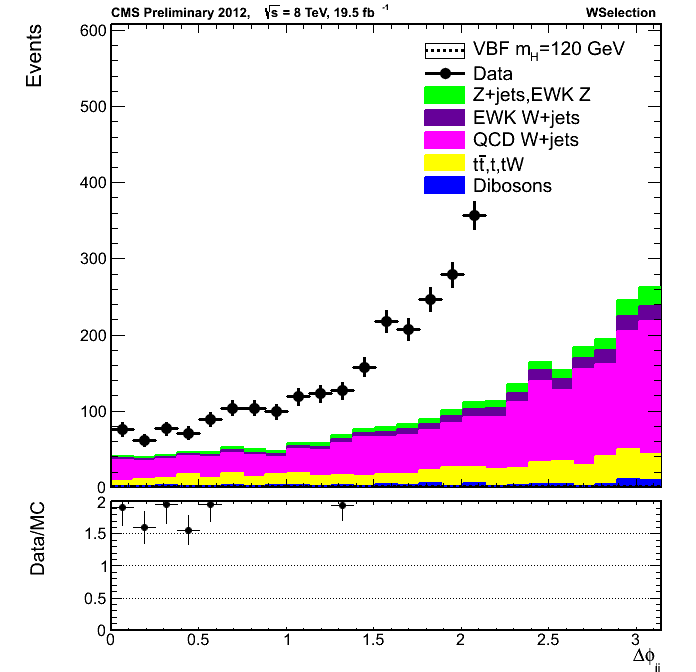 CMS Preliminary 2012, √s = 8 TeV, 19.5 fb⁻¹ WSelection
Events
600
500
400
300
200
100
0
VBF m_H=120 GeV
Data
Z+jets,EWK Z
EWK W+jets
QCD W+jets
tt̄,t,tW
Dibosons
Data/MC
2
1.5
1
0.5
0
0 0.5 1 1.5 2 2.5 3
Δϕ_jj